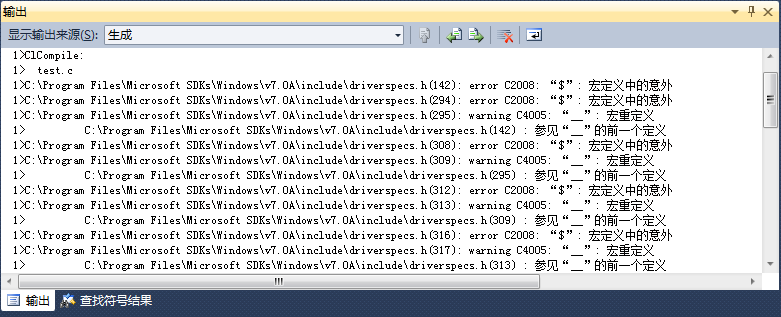 输出
显示输出来源(S): 生成
1>ClCompile:
1>  test.c
1>C:\Program Files\Microsoft SDKs\Windows\v7.0A\include\driverspecs.h(142): error C2008: “$”: 宏定义中的意外
1>C:\Program Files\Microsoft SDKs\Windows\v7.0A\include\driverspecs.h(294): error C2008: “$”: 宏定义中的意外
1>C:\Program Files\Microsoft SDKs\Windows\v7.0A\include\driverspecs.h(295): warning C4005: “__”: 宏重定义
1>          C:\Program Files\Microsoft SDKs\Windows\v7.0A\include\driverspecs.h(142) : 参见“__”的前一个定义
1>C:\Program Files\Microsoft SDKs\Windows\v7.0A\include\driverspecs.h(308): error C2008: “$”: 宏定义中的意外
1>C:\Program Files\Microsoft SDKs\Windows\v7.0A\include\driverspecs.h(309): warning C4005: “__”: 宏重定义
1>          C:\Program Files\Microsoft SDKs\Windows\v7.0A\include\driverspecs.h(295) : 参见“__”的前一个定义
1>C:\Program Files\Microsoft SDKs\Windows\v7.0A\include\driverspecs.h(312): error C2008: “$”: 宏定义中的意外
1>C:\Program Files\Microsoft SDKs\Windows\v7.0A\include\driverspecs.h(313): warning C4005: “__”: 宏重定义
1>          C:\Program Files\Microsoft SDKs\Windows\v7.0A\include\driverspecs.h(309) : 参见“__”的前一个定义
1>C:\Program Files\Microsoft SDKs\Windows\v7.0A\include\driverspecs.h(316): error C2008: “$”: 宏定义中的意外
1>C:\Program Files\Microsoft SDKs\Windows\v7.0A\include\driverspecs.h(317): warning C4005: “__”: 宏重定义
1>          C:\Program Files\Microsoft SDKs\Windows\v7.0A\include\driverspecs.h(313) : 参见“__”的前一个定义
输出 查找符号结果